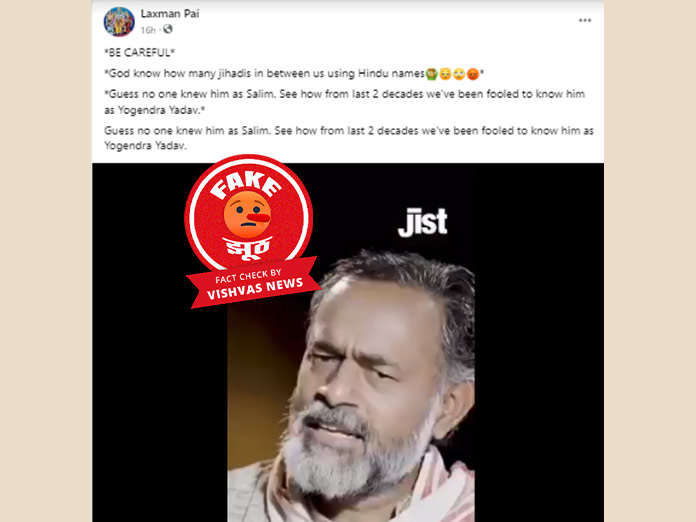 Laxman Pai
16h ·
*BE CAREFUL*
*God know how many jihadis in between us using Hindu names🤦😑🙄😡*
*Guess no one knew him as Salim. See how from last 2 decades we've been fooled to know him
as Yogendra Yadav.*
Guess no one knew him as Salim. See how from last 2 decades we've been fooled to know him as
Yogendra Yadav.
FAKE
झूठ
FACT CHECK BY
VISHVAS NEWS
jist